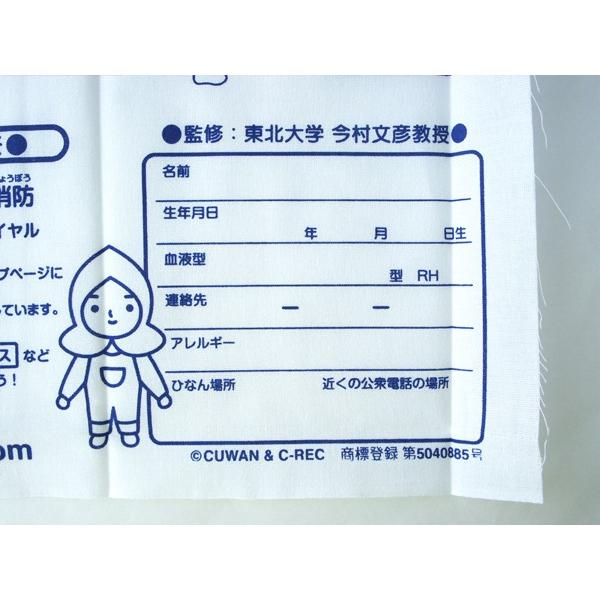 ●監修：東北大学 今村文彦教授●
名前
生年月日
年 月 日生
血液型
型 RH
連絡先 ー ー
アレルギー
ひなん場所 近くの公衆電話の場所
©CUWAN & C-REC 商標登録 第5040885号
しょうぼう
消防
イヤル
ブページに
っています。
ス など
う！
om